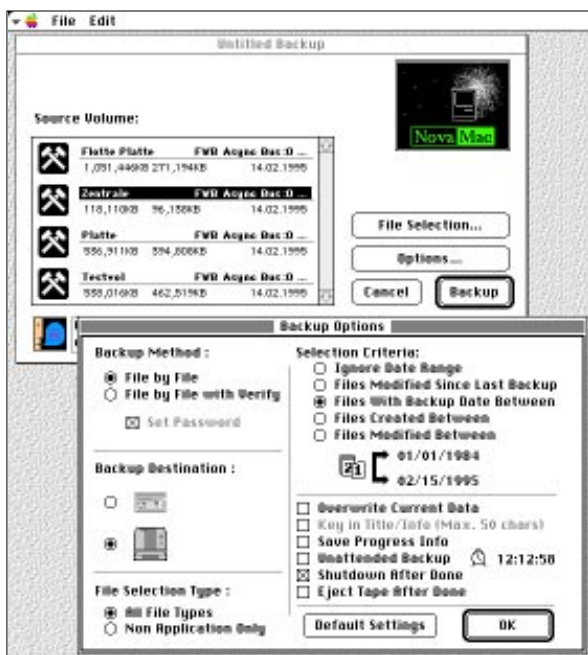 File Edit
Untitled Backup
Nova Mac
Source Volume:
Flotte Platte FWB Async Bus:0 ...
1,091,446KB 271,194KB 14.02.1995
Zentrale FWB Async Bus:0 ...
118,110KB 96,138KB 14.02.1995
Platte FWB Async Bus:0 ...
336,911KB 394,808KB 14.02.1995
Testvol FWB Async Bus:0 ...
462,819KB 14.02.1995
File Selection...
Options...
Cancel Backup
Backup Options
Backup Method :
File by File
File by File with Verify
Set Password
Backup Destination :
File Selection Type :
All File Types
Non Application Only
Selection Criteria:
Ignore Date Range
Files Modified Since Last Backup
Files With Backup Date Between
Files Created Between
Files Modified Between
21
01/01/1984
02/15/1995
Overwrite Current Data
Key in Title/Info (Max. 50 chars)
Save Progress Info
Unattended Backup 12:12:58
Shutdown After Done
Eject Tape After Done
Default Settings OK